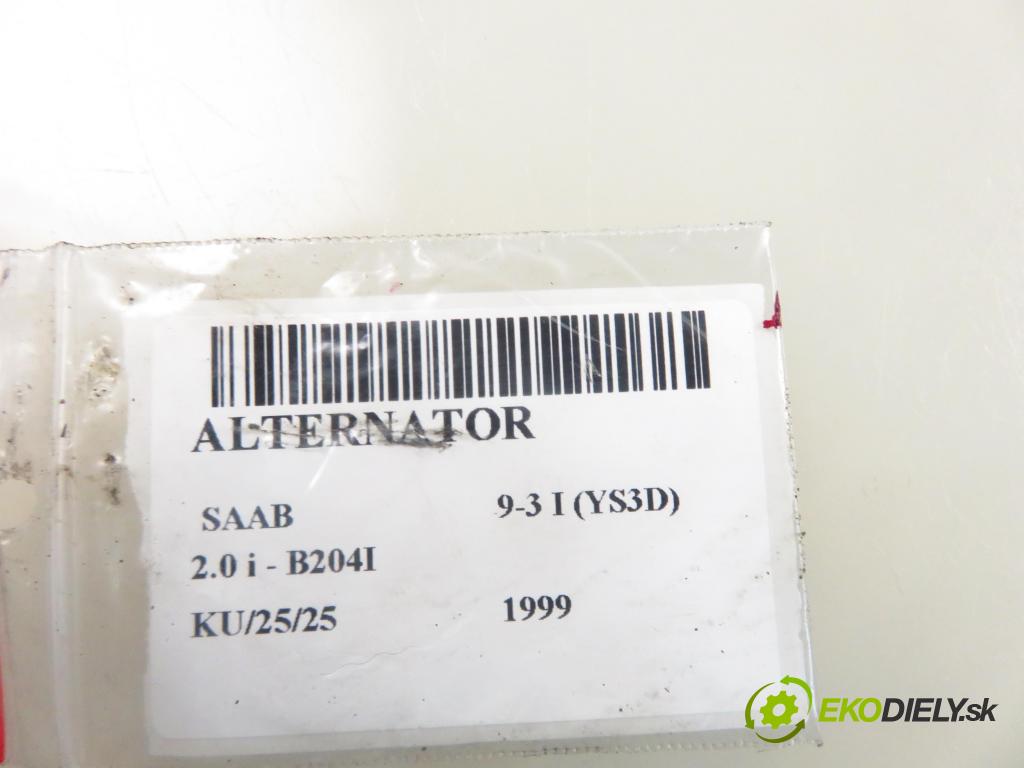 ALTERNATOR
SAAB 9-3 I (YS3D)
2.0 i - B204I
KU/25/25 1999
EKODIELY.sk